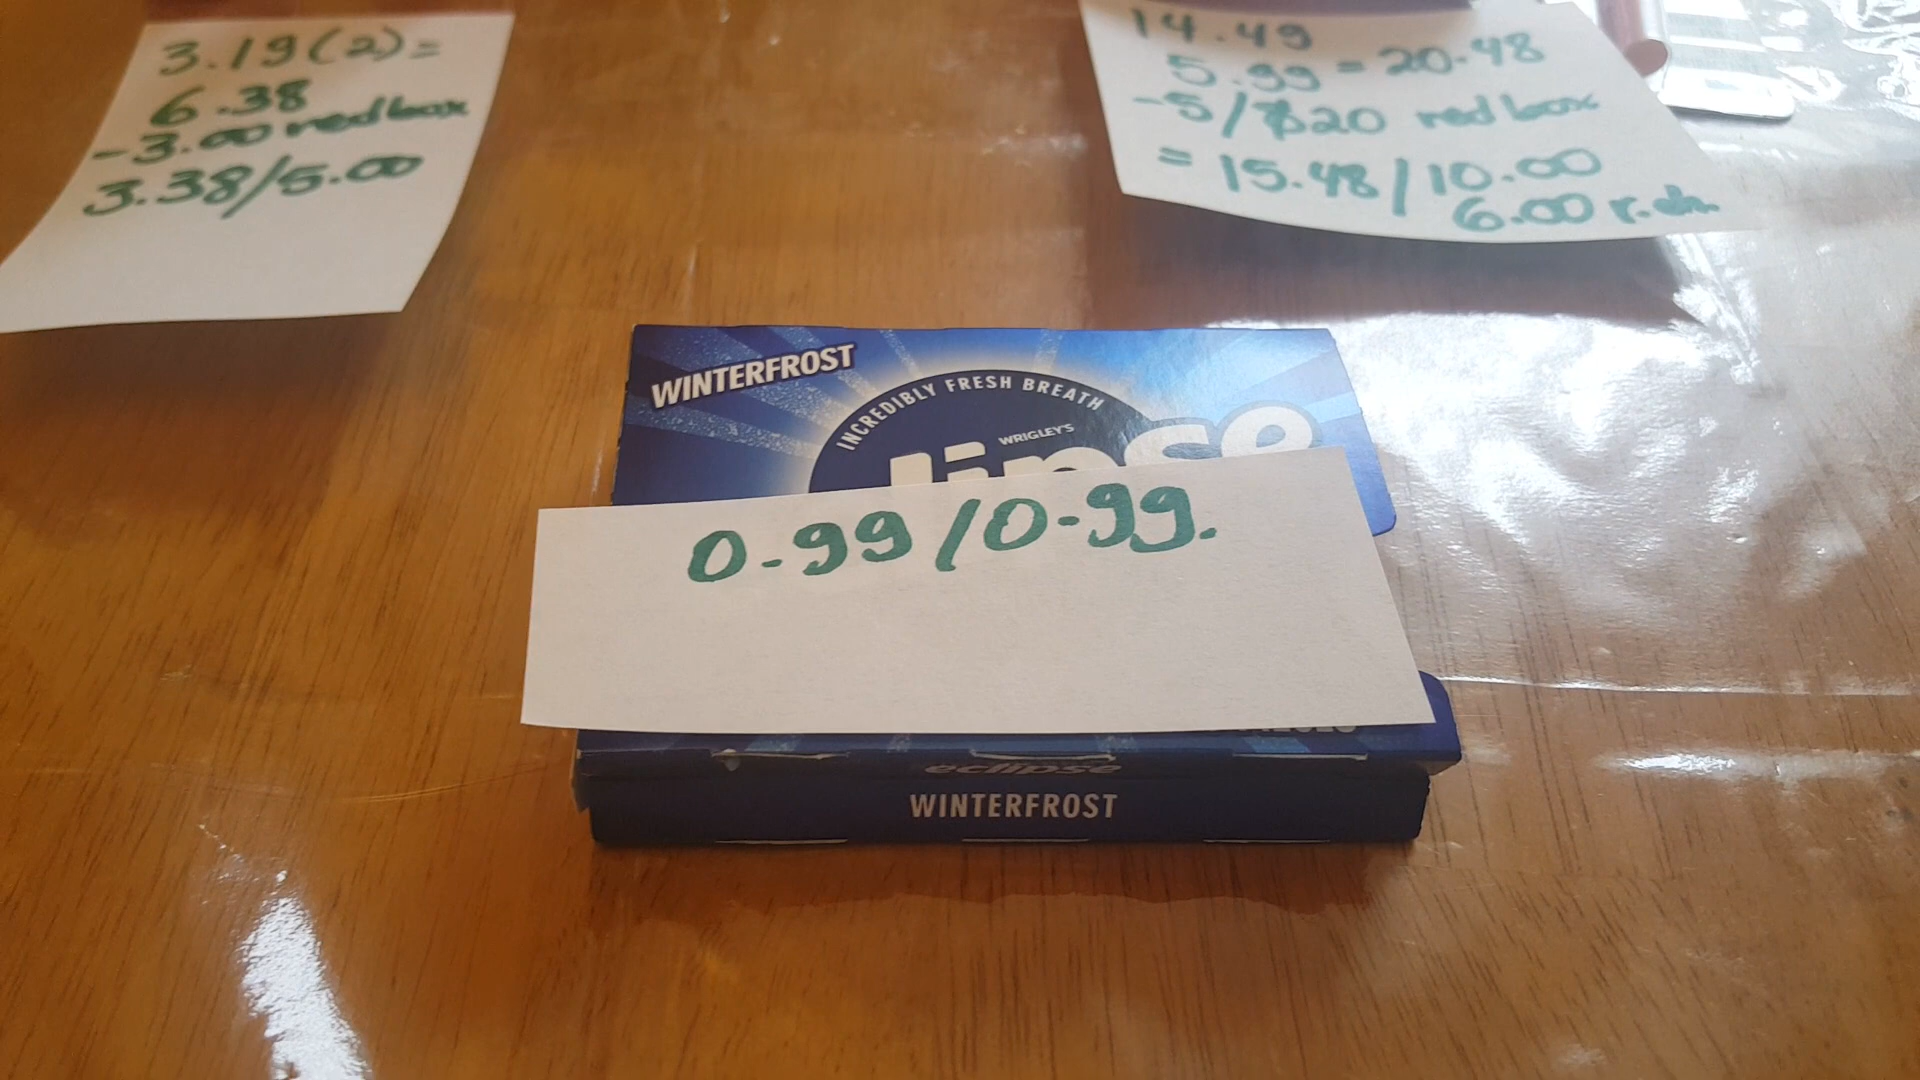 3.19(2)=
6.38
-3.00 red box
3.38/5.00
14.49
5.99 = 20.48
-5/$20 red box
= 15.48/10.00
6.00 r.ch.
WINTERFROST
INCREDIBLY FRESH BREATH
WRIGLEY'S
lipse
0.99/0.99.
eclipse
WINTERFROST